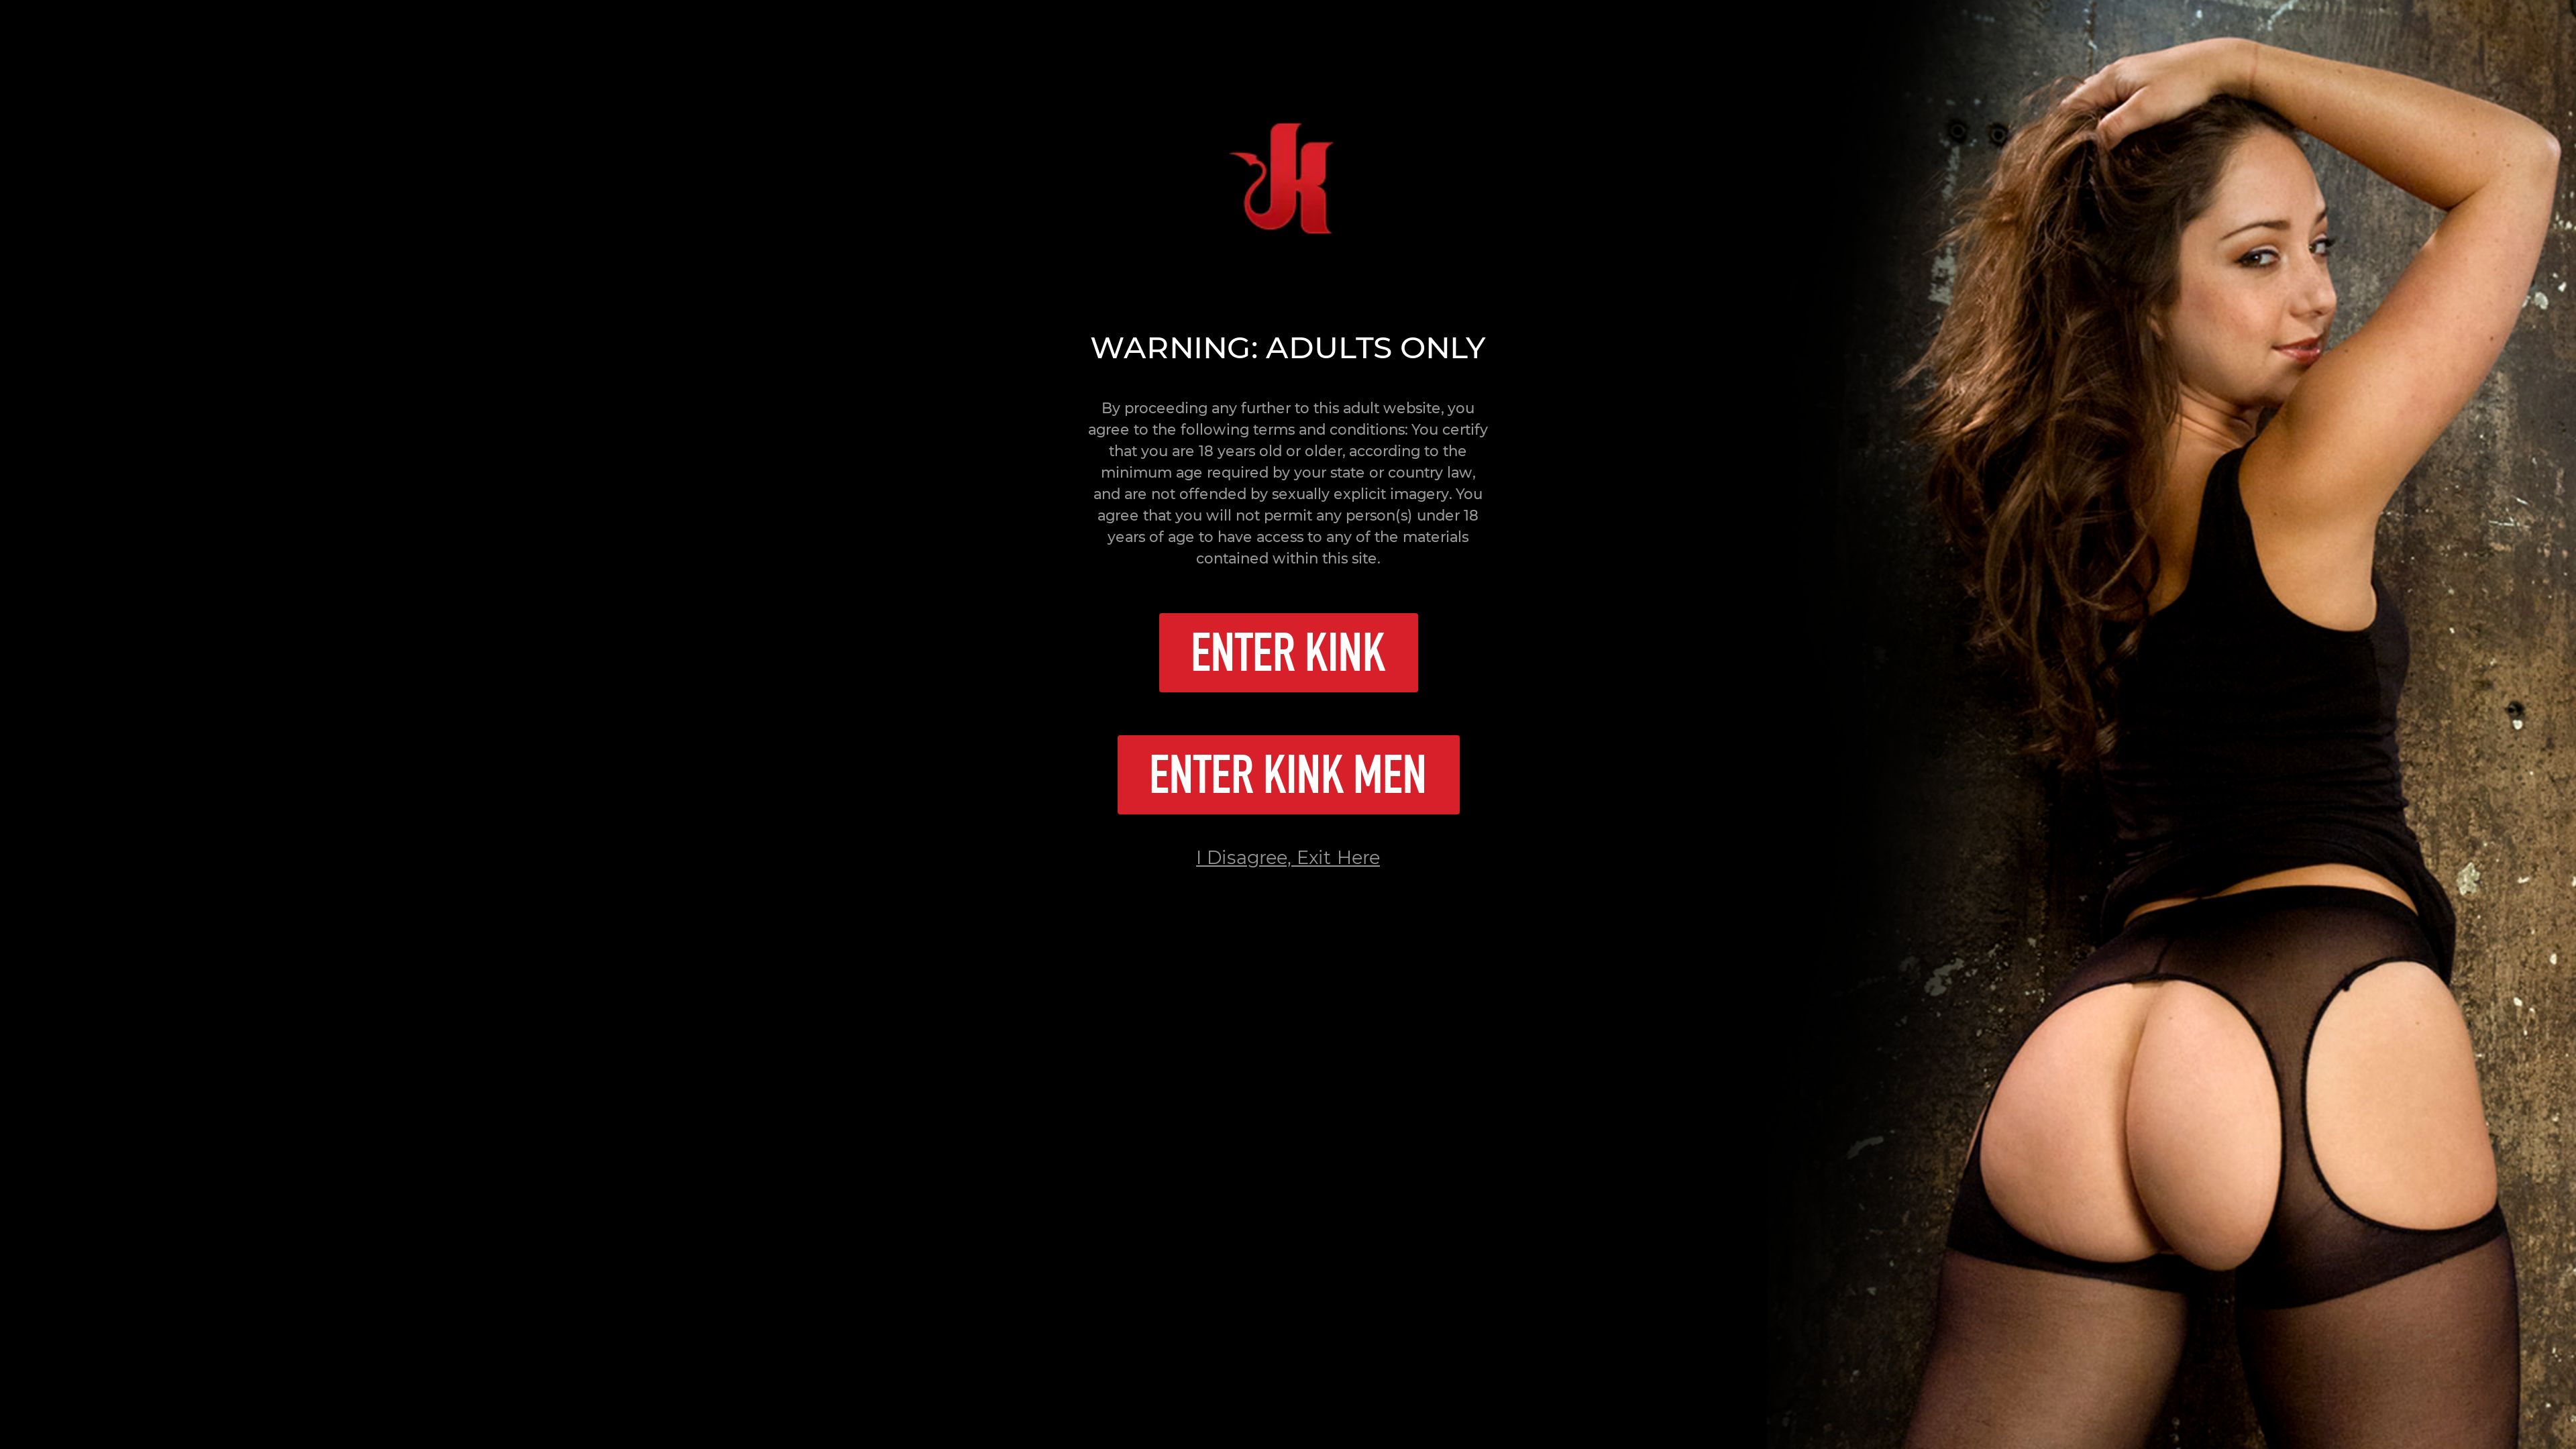 WARNING: ADULTS ONLY
By proceeding any further to this adult website, you
agree to the following terms and conditions: You certify
that you are 18 years old or older, according to the
minimum age required by your state or country law,
and are not offended by sexually explicit imagery. You
agree that you will not permit any person(s) under 18
years of age to have access to any of the materials
contained within this site.
ENTER KINK
ENTER KINK MEN
I Disagree, Exit Here